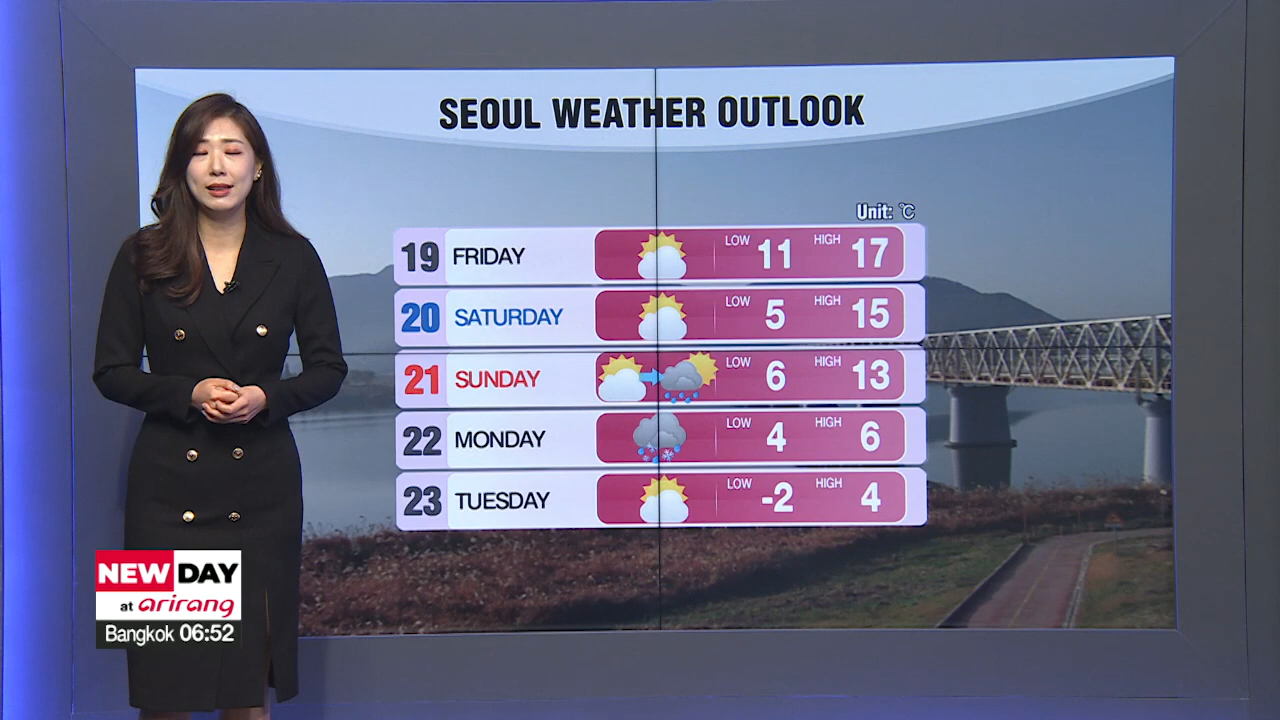 SEOUL WEATHER OUTLOOK
Unit: ℃
19 FRIDAY LOW 11 HIGH 17
20 SATURDAY LOW 5 HIGH 15
21 SUNDAY LOW 6 HIGH 13
22 MONDAY LOW 4 HIGH 6
23 TUESDAY LOW -2 HIGH 4
NEW DAY
at arirang
Bangkok 06:52